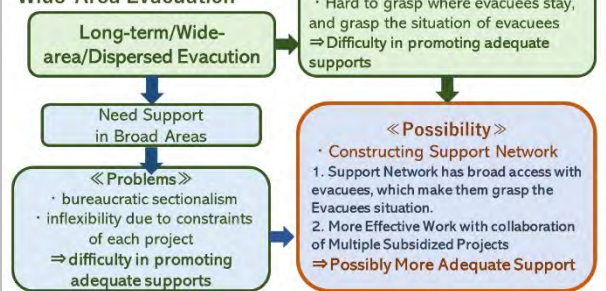 Wide-Area Evacuation
Long-term/Wide-
area/Dispersed Evacution
・Hard to grasp where evacuees stay,
and grasp the situation of evacuees
⇒Difficulty in promoting adequate
supports
Need Support
in Broad Areas
≪Problems≫
・bureaucratic sectionalism
・inflexibility due to constraints
of each project
⇒difficulty in promoting
adequate supports
≪Possibility≫
・Constructing Support Network
1. Support Network has broad access with
evacuees, which make them grasp the
Evacuees situation.
2. More Effective Work with collaboration
of Multiple Subsidized Projects
⇒Possibly More Adequate Support